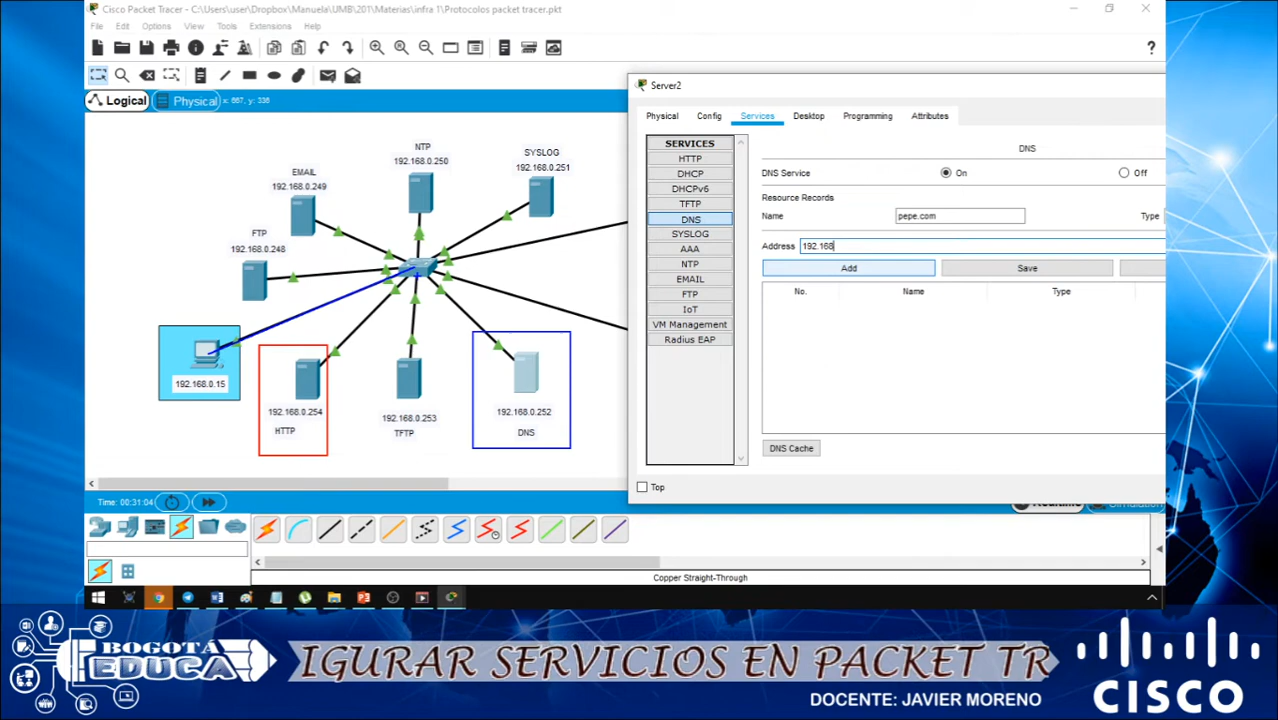 Cisco Packet Tracer - C:\Users\user\Dropbox\Manuela\UMB\201\Materias\infra 1\Protocolos packet tracer.pkt
File Edit Options View Tools Extensions Help
?
Logical Physical x: 667, y: 336
NTP
192.168.0.250
SYSLOG
192.168.0.251
EMAIL
192.168.0.249
FTP
192.168.0.248
192.168.0.15
192.168.0.254
HTTP
192.168.0.253
TFTP
192.168.0.252
DNS
Server2
Physical Config Services Desktop Programming Attributes
SERVICES
HTTP
DHCP
DHCPv6
TFTP
DNS
SYSLOG
AAA
NTP
EMAIL
FTP
IoT
VM Management
Radius EAP
DNS
DNS Service On Off
Resource Records
Name pepe.com Type
Address 192.168
Add Save
No. Name Type
DNS Cache
Top
Time: 00:31:04
Realtime Simulation
Copper Straight-Through
BOGOTÁ
EDUCA
IGURAR SERVICIOS EN PACKET TR
DOCENTE: JAVIER MORENO
CISCO